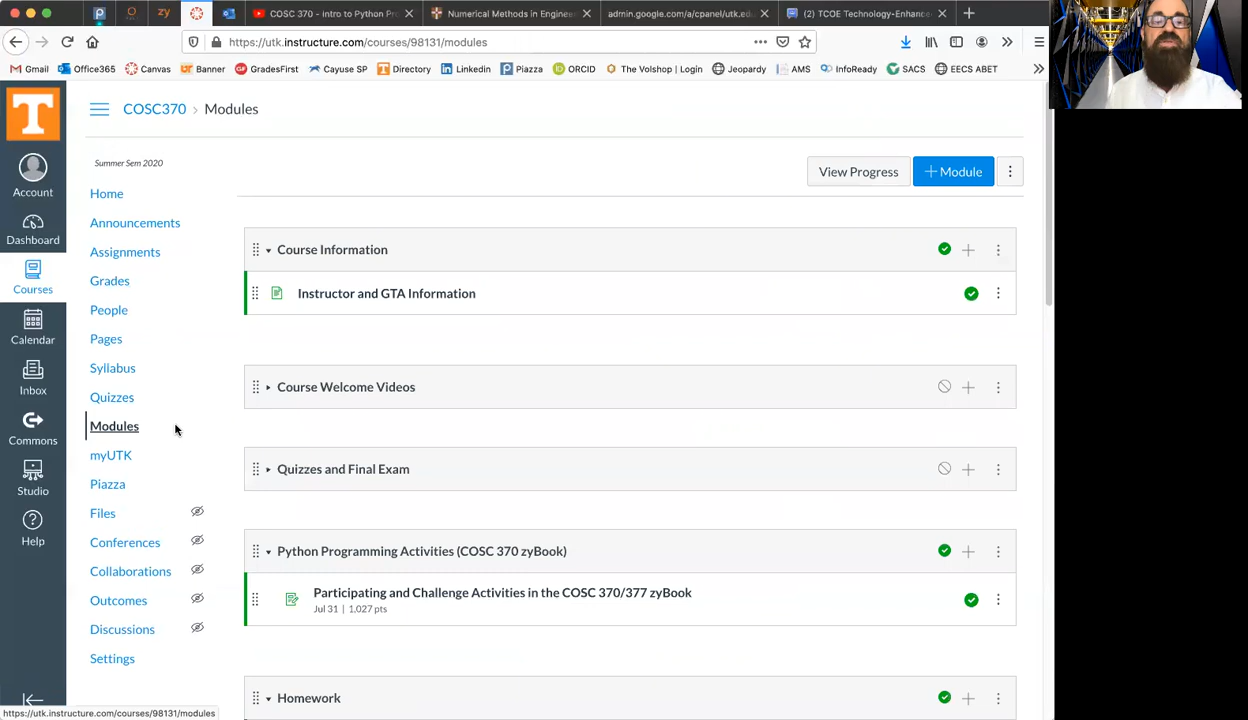 zy
COSC 370 - intro to Python Pr
Numerical Methods in Enginee
admin.google.com/a/cpanel/utk.ed
(2) TCOE Technology-Enhance
https://utk.instructure.com/courses/98131/modules
Gmail
Office365
Canvas
Banner
GradesFirst
Cayuse SP
Directory
Linkedin
Piazza
ORCID
The Volshop | Login
Jeopardy
AMS
InfoReady
SACS
EECS ABET
T
Account
Dashboard
Courses
Calendar
Inbox
Commons
Studio
Help
COSC370 › Modules
Summer Sem 2020
Home
Announcements
Assignments
Grades
People
Pages
Syllabus
Quizzes
Modules
myUTK
Piazza
Files
Conferences
Collaborations
Outcomes
Discussions
Settings
View Progress
+ Module
Course Information
Instructor and GTA Information
Course Welcome Videos
Quizzes and Final Exam
Python Programming Activities (COSC 370 zyBook)
Participating and Challenge Activities in the COSC 370/377 zyBook
Jul 31 | 1,027 pts
Homework
https://utk.instructure.com/courses/98131/modules